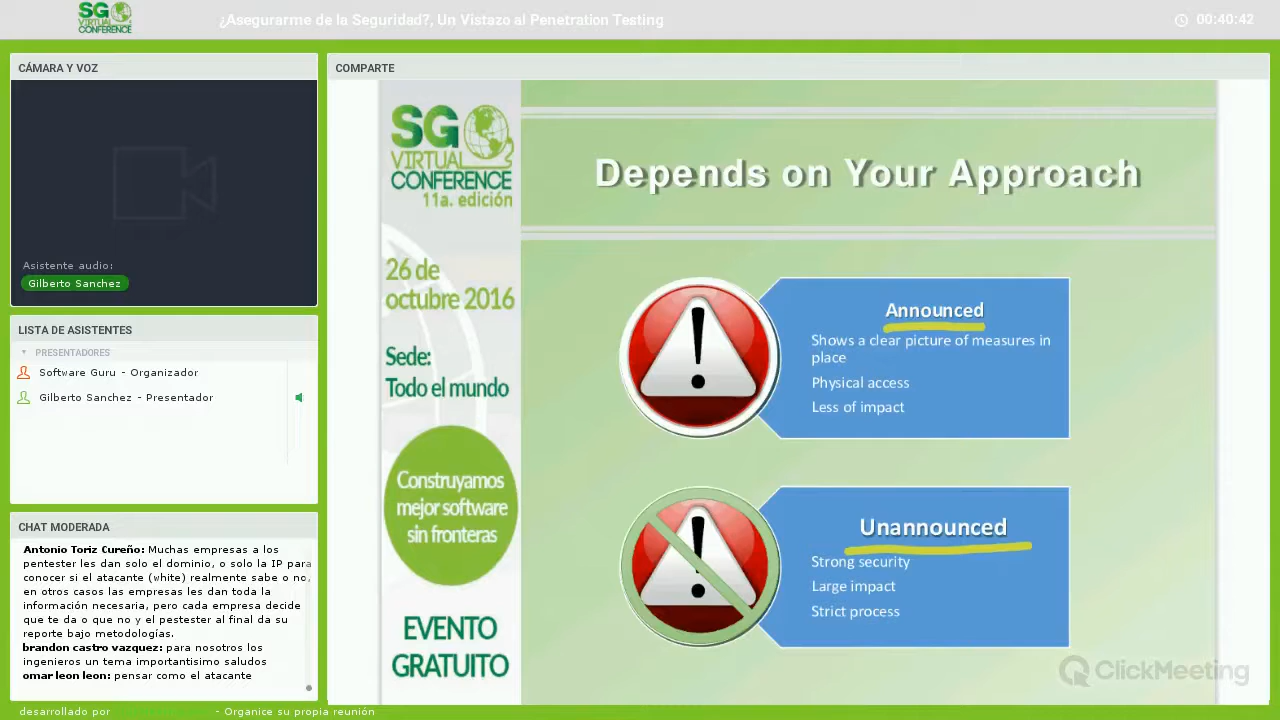 SG
VIRTUAL
CONFERENCE
¿Asegurarme de la Seguridad?, Un Vistazo al Penetration Testing
00:40:42
CÁMARA Y VOZ
Asistente audio:
Gilberto Sanchez
LISTA DE ASISTENTES
PRESENTADORES
Software Guru - Organizador
Gilberto Sanchez - Presentador
CHAT MODERADA
Antonio Toriz Cureño: Muchas empresas a los
pentester les dan solo el dominio, o solo la IP para
conocer si el atacante (white) realmente sabe o no,
en otros casos las empresas les dan toda la
información necesaria, pero cada empresa decide
que te da o que no y el pestester al final da su
reporte bajo metodologías.
brandon castro vazquez: para nosotros los
ingenieros un tema importantisimo saludos
omar leon leon: pensar como el atacante
desarrollado por
- Organice su propia reunión
COMPARTE
SG
VIRTUAL
CONFERENCE
11a. edición
26 de
octubre 2016
Sede:
Todo el mundo
Construyamos
mejor software
sin fronteras
EVENTO
GRATUITO
Depends on Your Approach
Announced
Shows a clear picture of measures in
place
Physical access
Less of impact
Unannounced
Strong security
Large impact
Strict process
ClickMeeting